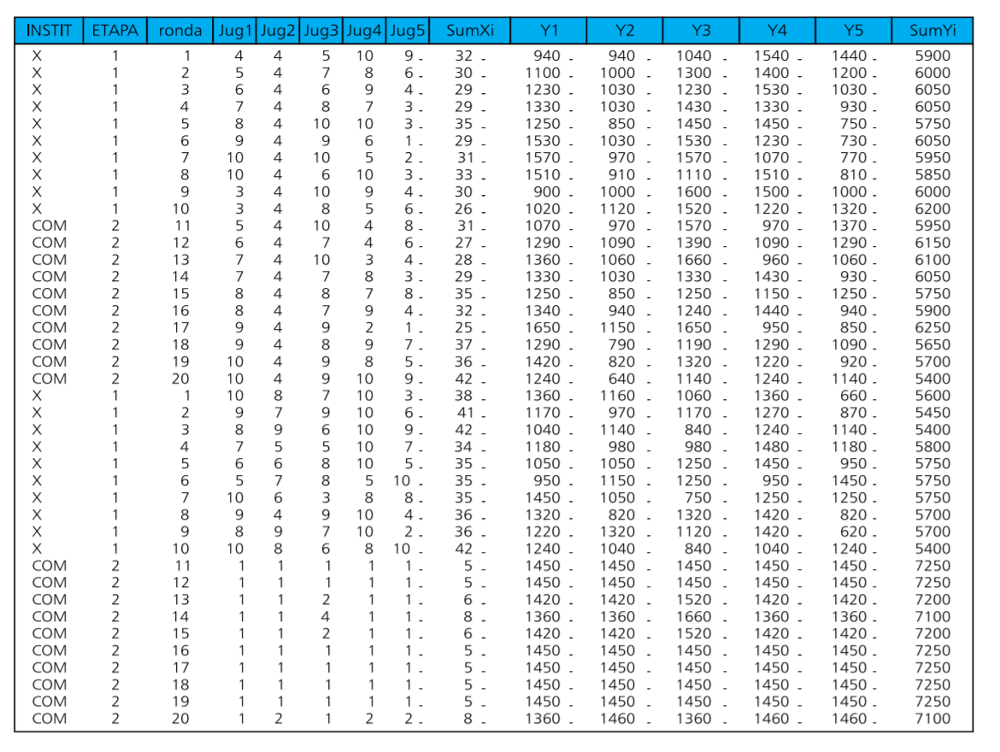 INSTIT ETAPA ronda Jug1 Jug2 Jug3 Jug4 Jug5 SumXi Y1 Y2 Y3 Y4 Y5 SumYi
X 1 1 4 4 5 10 9 - 32 - 940 - 940 - 1040 - 1540 - 1440 - 5900
X 1 2 5 4 7 8 6 - 30 - 1100 - 1000 - 1300 - 1400 - 1200 - 6000
X 1 3 6 4 6 9 4 - 29 - 1230 - 1030 - 1230 - 1530 - 1030 - 6050
X 1 4 7 4 8 7 3 - 29 - 1330 - 1030 - 1430 - 1330 - 930 - 6050
X 1 5 8 4 10 10 3 - 35 - 1250 - 850 - 1450 - 1450 - 750 - 5750
X 1 6 9 4 9 6 1 - 29 - 1530 - 1030 - 1530 - 1230 - 730 - 6050
X 1 7 10 4 10 5 2 - 31 - 1570 - 970 - 1570 - 1070 - 770 - 5950
X 1 8 10 4 6 10 3 - 33 - 1510 - 910 - 1110 - 1510 - 810 - 5850
X 1 9 3 4 10 9 4 - 30 - 900 - 1000 - 1600 - 1500 - 1000 - 6000
X 1 10 3 4 8 5 6 - 26 - 1020 - 1120 - 1520 - 1220 - 1320 - 6200
COM 2 11 5 4 10 4 8 - 31 - 1070 - 970 - 1570 - 970 - 1370 - 5950
COM 2 12 6 4 7 4 6 - 27 - 1290 - 1090 - 1390 - 1090 - 1290 - 6150
COM 2 13 7 4 10 3 4 - 28 - 1360 - 1060 - 1660 - 960 - 1060 - 6100
COM 2 14 7 4 7 8 3 - 29 - 1330 - 1030 - 1330 - 1430 - 930 - 6050
COM 2 15 8 4 8 7 8 - 35 - 1250 - 850 - 1250 - 1150 - 1250 - 5750
COM 2 16 8 4 7 9 4 - 32 - 1340 - 940 - 1240 - 1440 - 940 - 5900
COM 2 17 9 4 9 2 1 - 25 - 1650 - 1150 - 1650 - 950 - 850 - 6250
COM 2 18 9 4 8 9 7 - 37 - 1290 - 790 - 1190 - 1290 - 1090 - 5650
COM 2 19 10 4 9 8 5 - 36 - 1420 - 820 - 1320 - 1220 - 920 - 5700
COM 2 20 10 4 9 10 9 - 42 - 1240 - 640 - 1140 - 1240 - 1140 - 5400
X 1 1 10 8 7 10 3 - 38 - 1360 - 1160 - 1060 - 1360 - 660 - 5600
X 1 2 9 7 9 10 6 - 41 - 1170 - 970 - 1170 - 1270 - 870 - 5450
X 1 3 8 9 6 10 9 - 42 - 1040 - 1140 - 840 - 1240 - 1140 - 5400
X 1 4 7 5 5 10 7 - 34 - 1180 - 980 - 980 - 1480 - 1180 - 5800
X 1 5 6 6 8 10 5 - 35 - 1050 - 1050 - 1250 - 1450 - 950 - 5750
X 1 6 5 7 8 5 10 - 35 - 950 - 1150 - 1250 - 950 - 1450 - 5750
X 1 7 10 6 3 8 8 - 35 - 1450 - 1050 - 750 - 1250 - 1250 - 5750
X 1 8 9 4 9 10 4 - 36 - 1320 - 820 - 1320 - 1420 - 820 - 5700
X 1 9 8 9 7 10 2 - 36 - 1220 - 1320 - 1120 - 1420 - 620 - 5700
X 1 10 10 8 6 8 10 - 42 - 1240 - 1040 - 840 - 1040 - 1240 - 5400
COM 2 11 1 1 1 1 1 - 5 - 1450 - 1450 - 1450 - 1450 - 1450 - 7250
COM 2 12 1 1 1 1 1 - 5 - 1450 - 1450 - 1450 - 1450 - 1450 - 7250
COM 2 13 1 1 2 1 1 - 6 - 1420 - 1420 - 1520 - 1420 - 1420 - 7200
COM 2 14 1 1 4 1 1 - 8 - 1360 - 1360 - 1660 - 1360 - 1360 - 7100
COM 2 15 1 1 2 1 1 - 6 - 1420 - 1420 - 1520 - 1420 - 1420 - 7200
COM 2 16 1 1 1 1 1 - 5 - 1450 - 1450 - 1450 - 1450 - 1450 - 7250
COM 2 17 1 1 1 1 1 - 5 - 1450 - 1450 - 1450 - 1450 - 1450 - 7250
COM 2 18 1 1 1 1 1 - 5 - 1450 - 1450 - 1450 - 1450 - 1450 - 7250
COM 2 19 1 1 1 1 1 - 5 - 1450 - 1450 - 1450 - 1450 - 1450 - 7250
COM 2 20 1 2 1 2 2 - 8 - 1360 - 1460 - 1360 - 1460 - 1460 - 7100